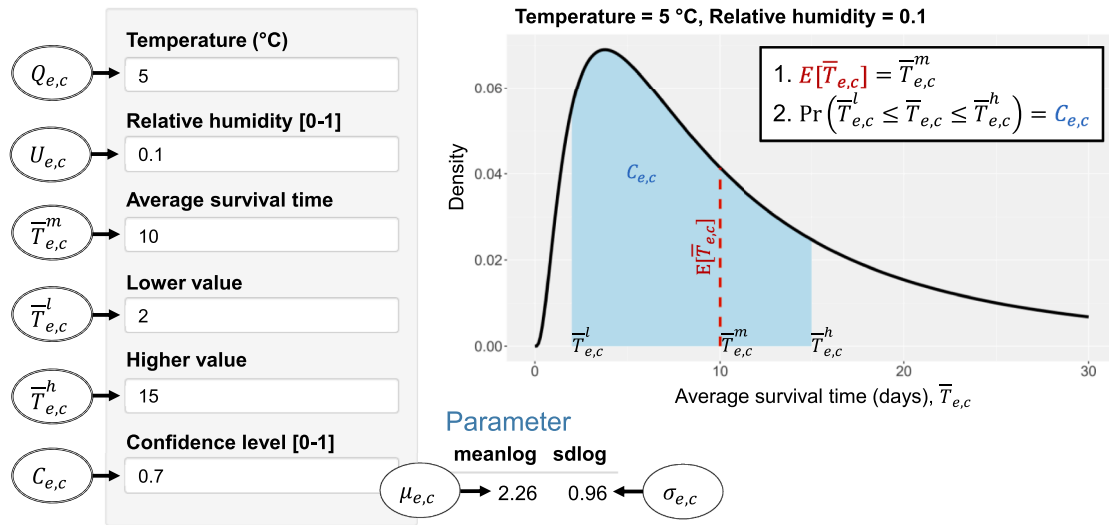 Temperature (°C)
Q_{e,c}
5
Relative humidity [0-1]
U_{e,c}
0.1
Average survival time
T̅^m_{e,c}
10
Lower value
T̅^l_{e,c}
2
Higher value
T̅^h_{e,c}
15
Confidence level [0-1]
C_{e,c}
0.7
Temperature = 5 °C, Relative humidity = 0.1
1. E[T̅_{e,c}] = T̅^m_{e,c}
2. Pr(T̅^l_{e,c} ≤ T̅_{e,c} ≤ T̅^h_{e,c}) = C_{e,c}
Density
0.06
0.04
0.02
0.00
C_{e,c}
E[T̅_{e,c}]
T̅^l_{e,c} T̅^m_{e,c} T̅^h_{e,c}
0 10 20 30
Average survival time (days), T̅_{e,c}
Parameter
meanlog sdlog
μ_{e,c} 2.26 0.96 σ_{e,c}